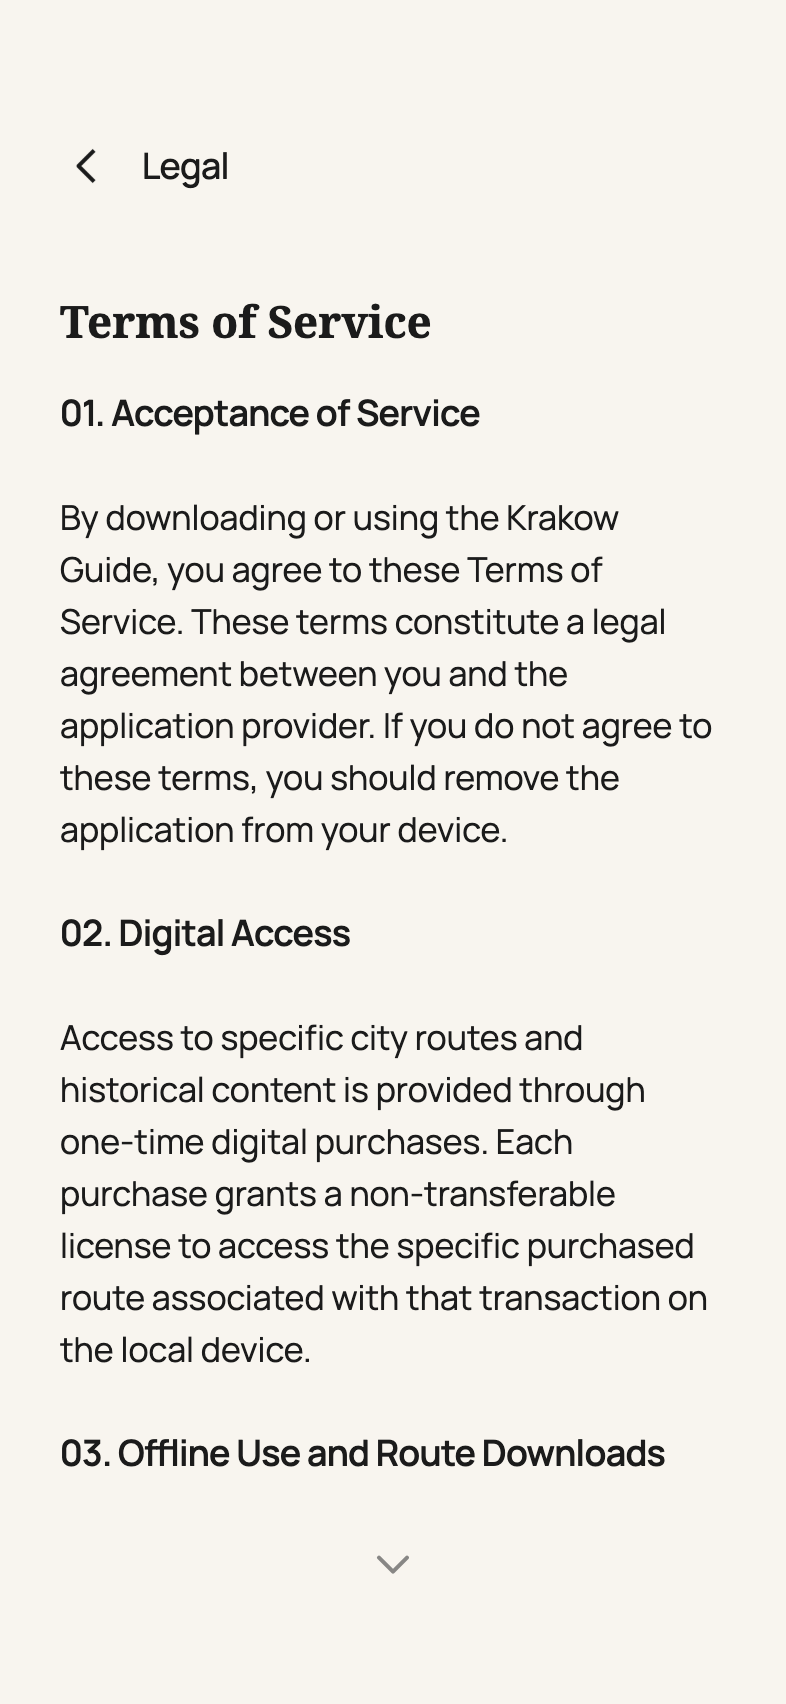 Legal
Terms of Service
01. Acceptance of Service
By downloading or using the Krakow
Guide, you agree to these Terms of
Service. These terms constitute a legal
agreement between you and the
application provider. If you do not agree to
these terms, you should remove the
application from your device.
02. Digital Access
Access to specific city routes and
historical content is provided through
one-time digital purchases. Each
purchase grants a non-transferable
license to access the specific purchased
route associated with that transaction on
the local device.
03. Offline Use and Route Downloads